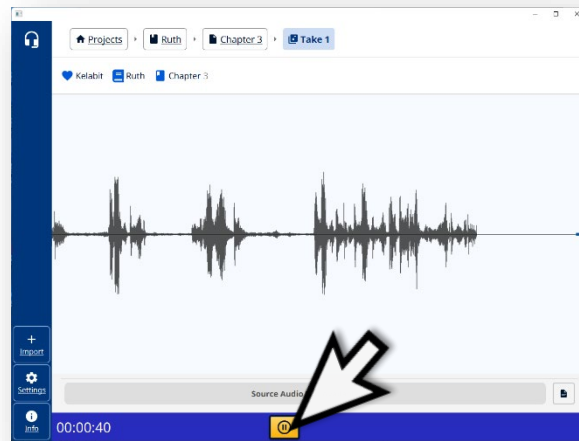 Projects
Ruth
Chapter 3
Take 1
Kelabit Ruth Chapter 3
Import
Settings
Source Audio
Info
00:00:40